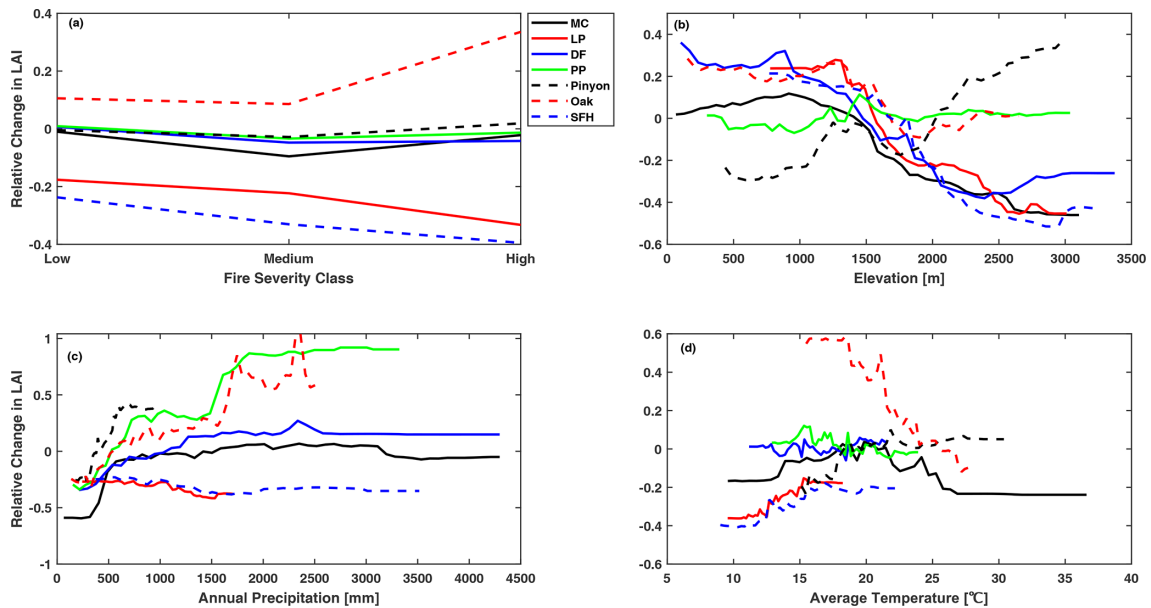 (a)
0.4
0.2
0
-0.2
-0.4
Relative Change in LAI
Low
Medium
High
Fire Severity Class
MC
LP
DF
PP
Pinyon
Oak
SFH
(b)
0.4
0.2
0
-0.2
-0.4
-0.6
0
500
1000
1500
2000
2500
3000
3500
Elevation [m]
(c)
1
0.5
0
-0.5
-1
Relative Change in LAI
0
500
1000
1500
2000
2500
3000
3500
4000
4500
Annual Precipitation [mm]
(d)
0.6
0.4
0.2
0
-0.2
-0.4
-0.6
5
10
15
20
25
30
35
40
Average Temperature [℃]